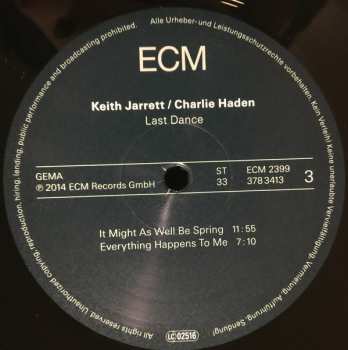 ECM
Keith Jarrett / Charlie Haden
Last Dance
GEMA
℗ 2014 ECM Records GmbH
ST
33
ECM 2399
378 3413
3
It Might As Well Be Spring 11:55
Everything Happens To Me 7:10
LC 02516
Alle Urheber- und Leistungsschutzrechte vorbehalten. Kein Verleih! Keine unerlaubte Vervielfältigung, Vermietung, Aufführung, Sendung!
All rights reserved. Unauthorized copying, reproduction, hiring, lending, public performance and broadcasting prohibited.